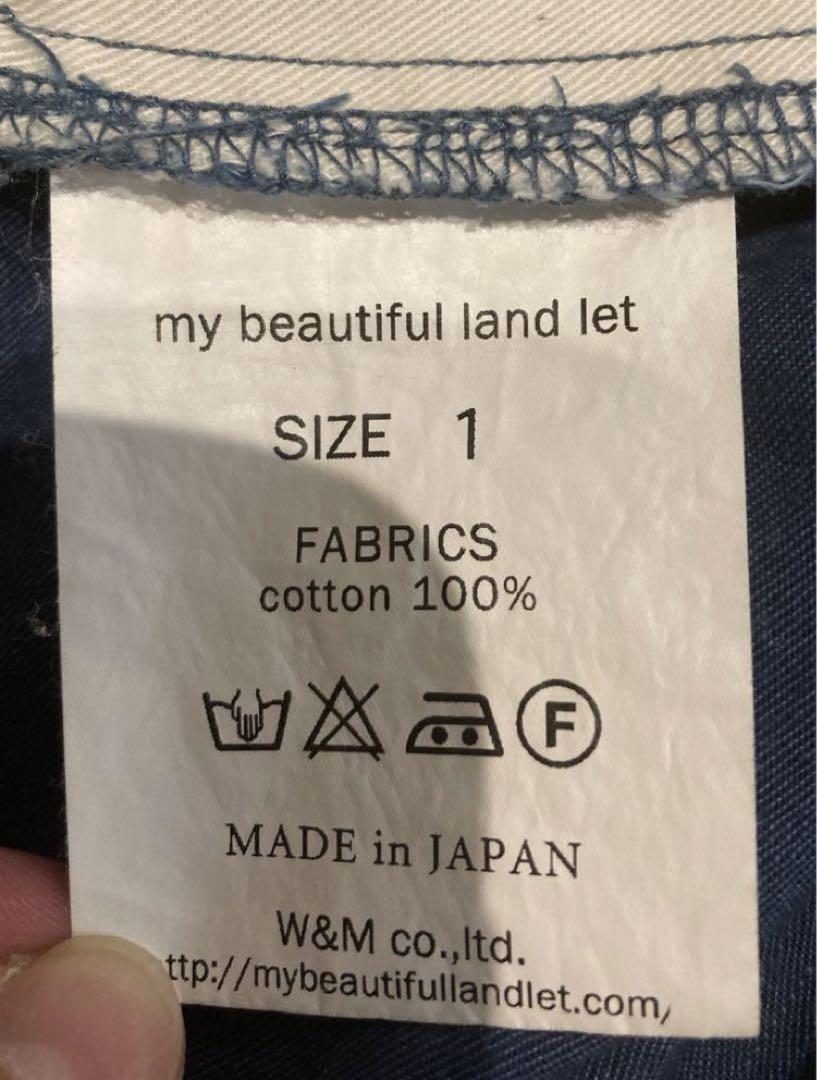 my beautiful land let
SIZE 1
FABRICS
cotton 100%
F
MADE in JAPAN
W&M co.,ltd.
ttp://mybeautifullandlet.com/